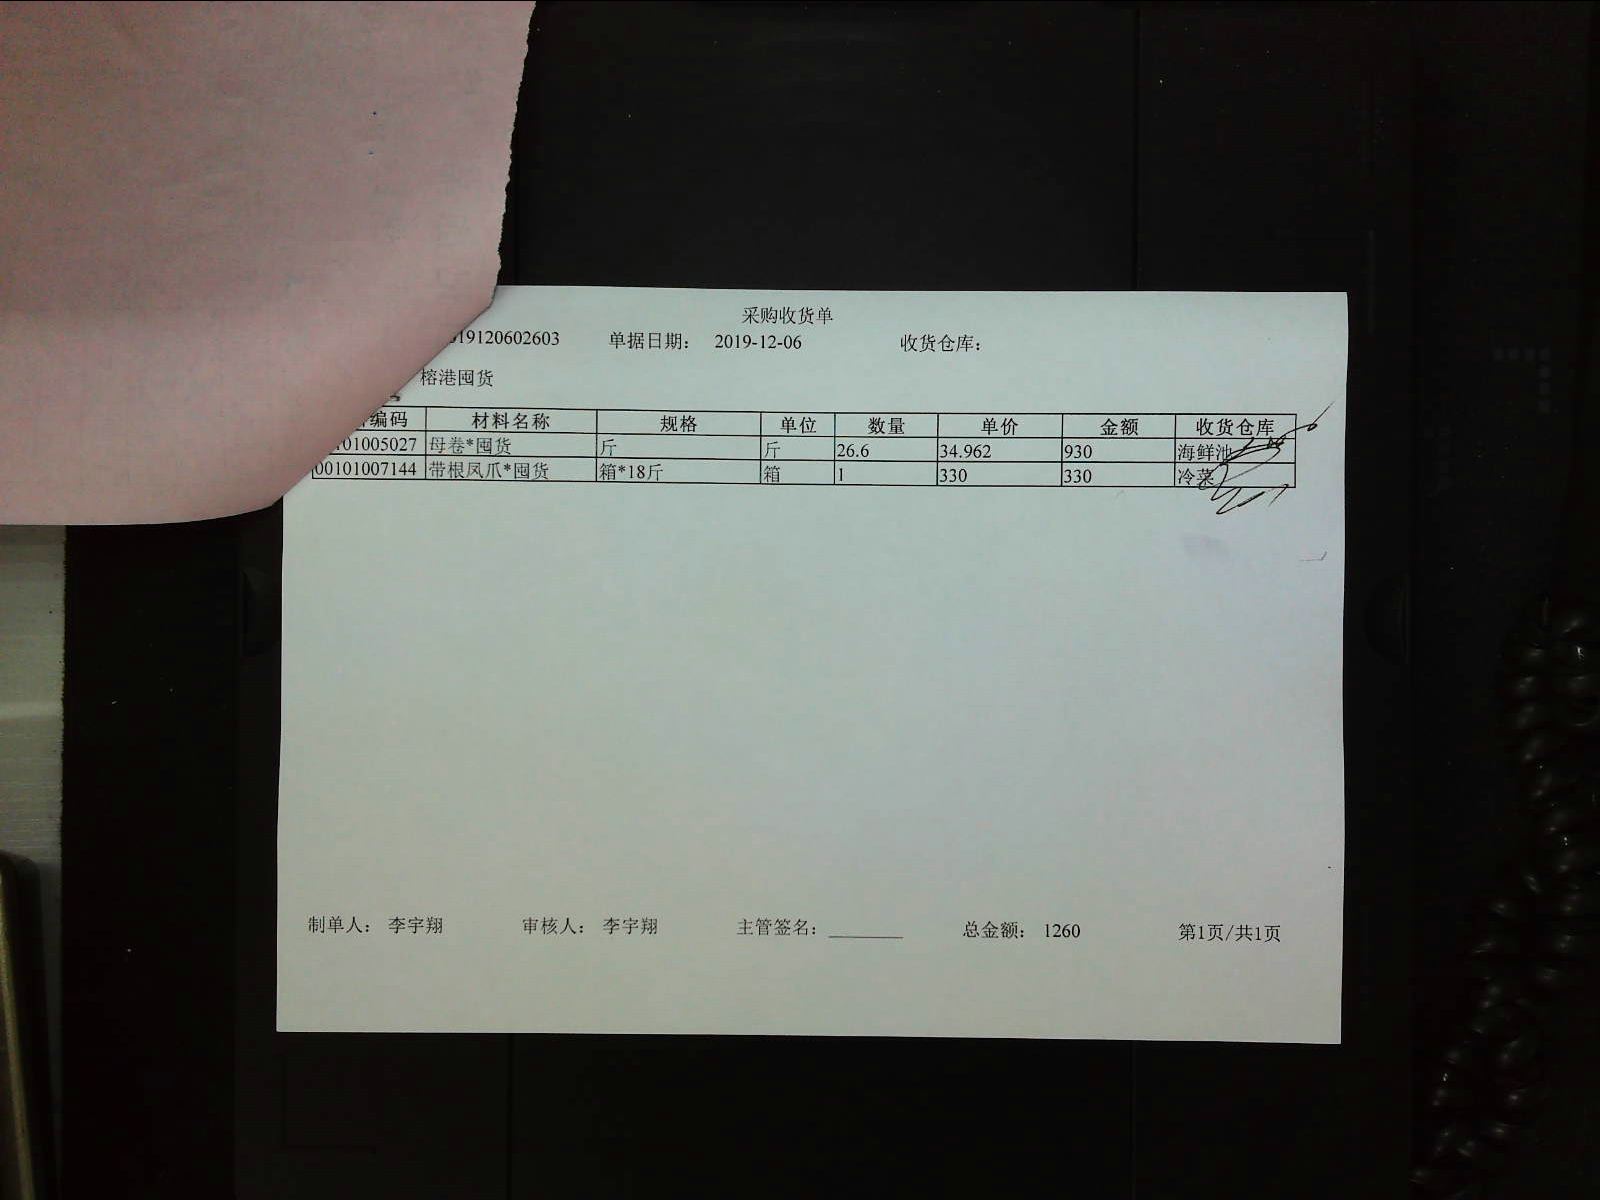 采购收货单
19120602603 单据日期： 2019-12-06 收货仓库：
榕港囤货
编码 材料名称 规格 单位 数量 单价 金额 收货仓库
101005027 母卷*囤货 斤 斤 26.6 34.962 930 海鲜池
00101007144 带根凤爪*囤货 箱*18斤 箱 1 330 330 冷菜
制单人： 李宇翔 审核人： 李宇翔 主管签名： 总金额： 1260 第1页/共1页